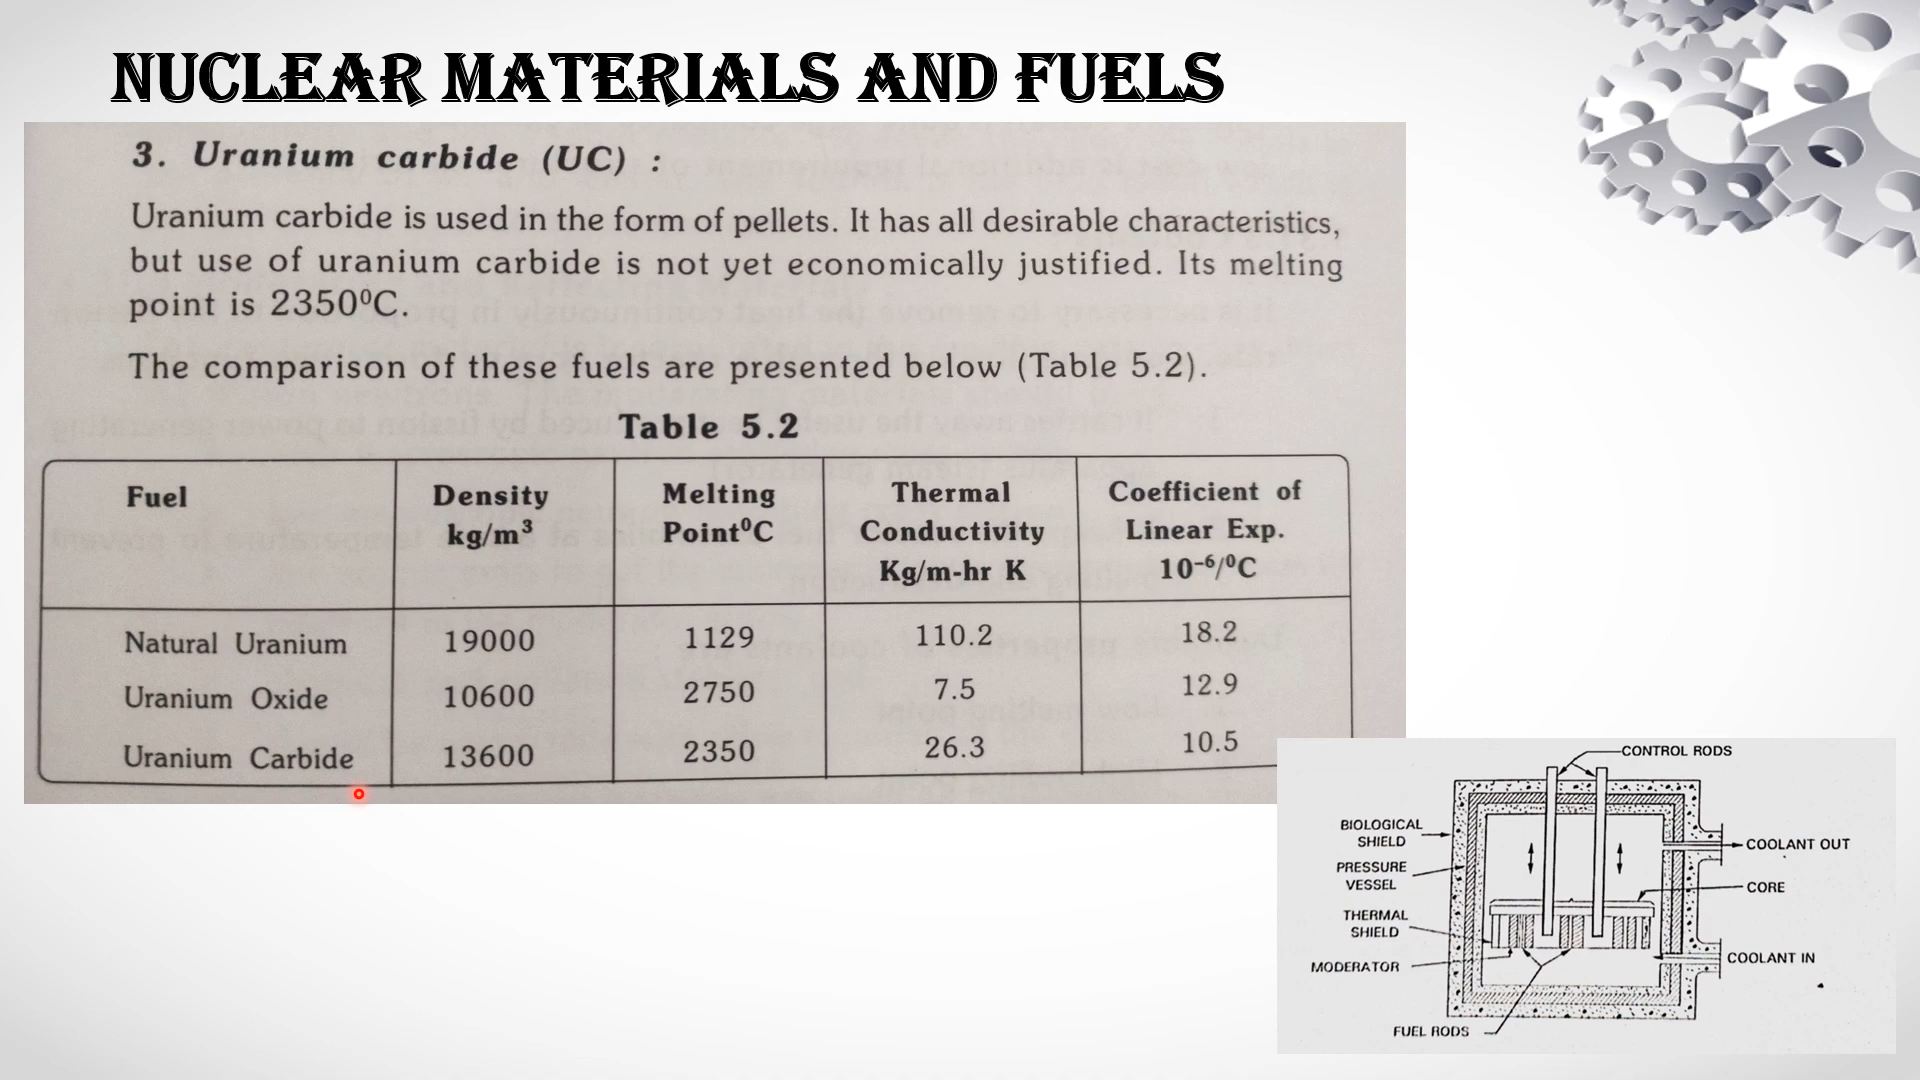 NUCLEAR MATERIALS AND FUELS
3. Uranium carbide (UC) :
Uranium carbide is used in the form of pellets. It has all desirable characteristics,
but use of uranium carbide is not yet economically justified. Its melting
point is 2350⁰C.
The comparison of these fuels are presented below (Table 5.2).
Table 5.2
Fuel Density kg/m³ Melting Point⁰C Thermal Conductivity Kg/m-hr K Coefficient of Linear Exp. 10⁻⁶/⁰C
Natural Uranium 19000 1129 110.2 18.2
Uranium Oxide 10600 2750 7.5 12.9
Uranium Carbide 13600 2350 26.3 10.5
CONTROL RODS
BIOLOGICAL
SHIELD
COOLANT OUT
PRESSURE
VESSEL
CORE
THERMAL
SHIELD
MODERATOR
COOLANT IN
FUEL RODS